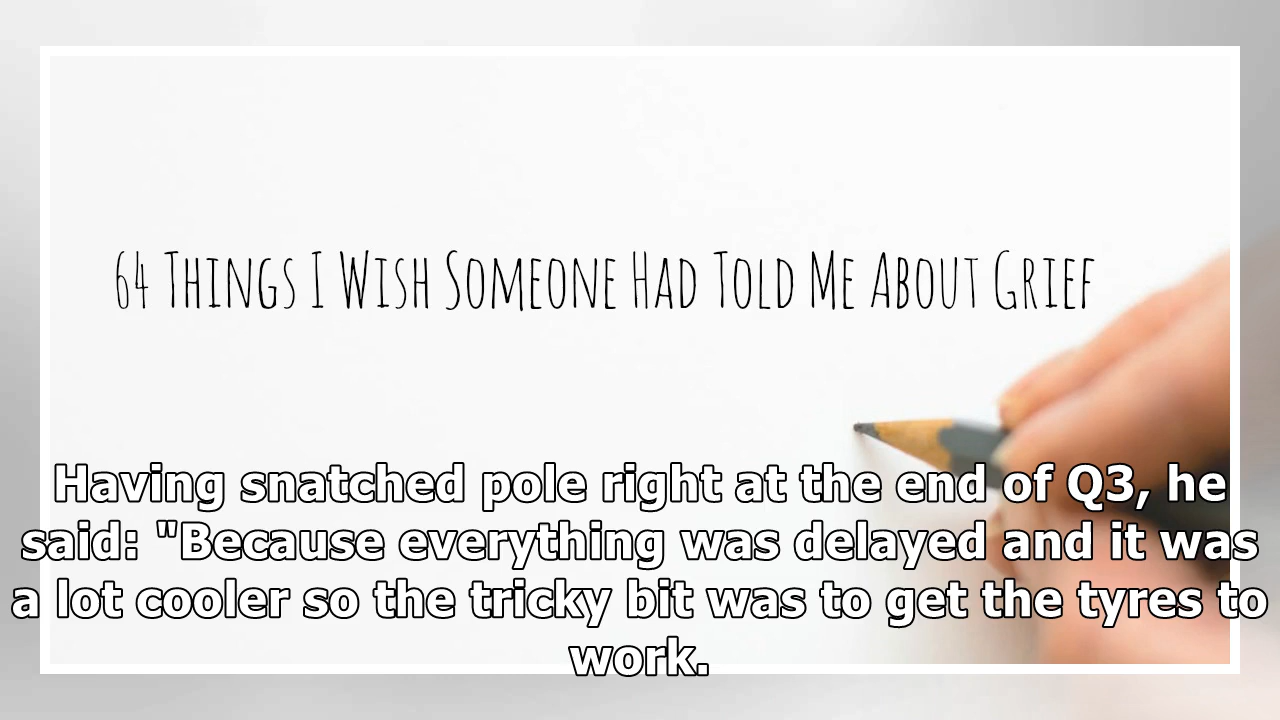 64 Things I Wish Someone Had Told Me About Grief
Having snatched pole right at the end of Q3, he
said: "Because everything was delayed and it was
a lot cooler so the tricky bit was to get the tyres to
work.